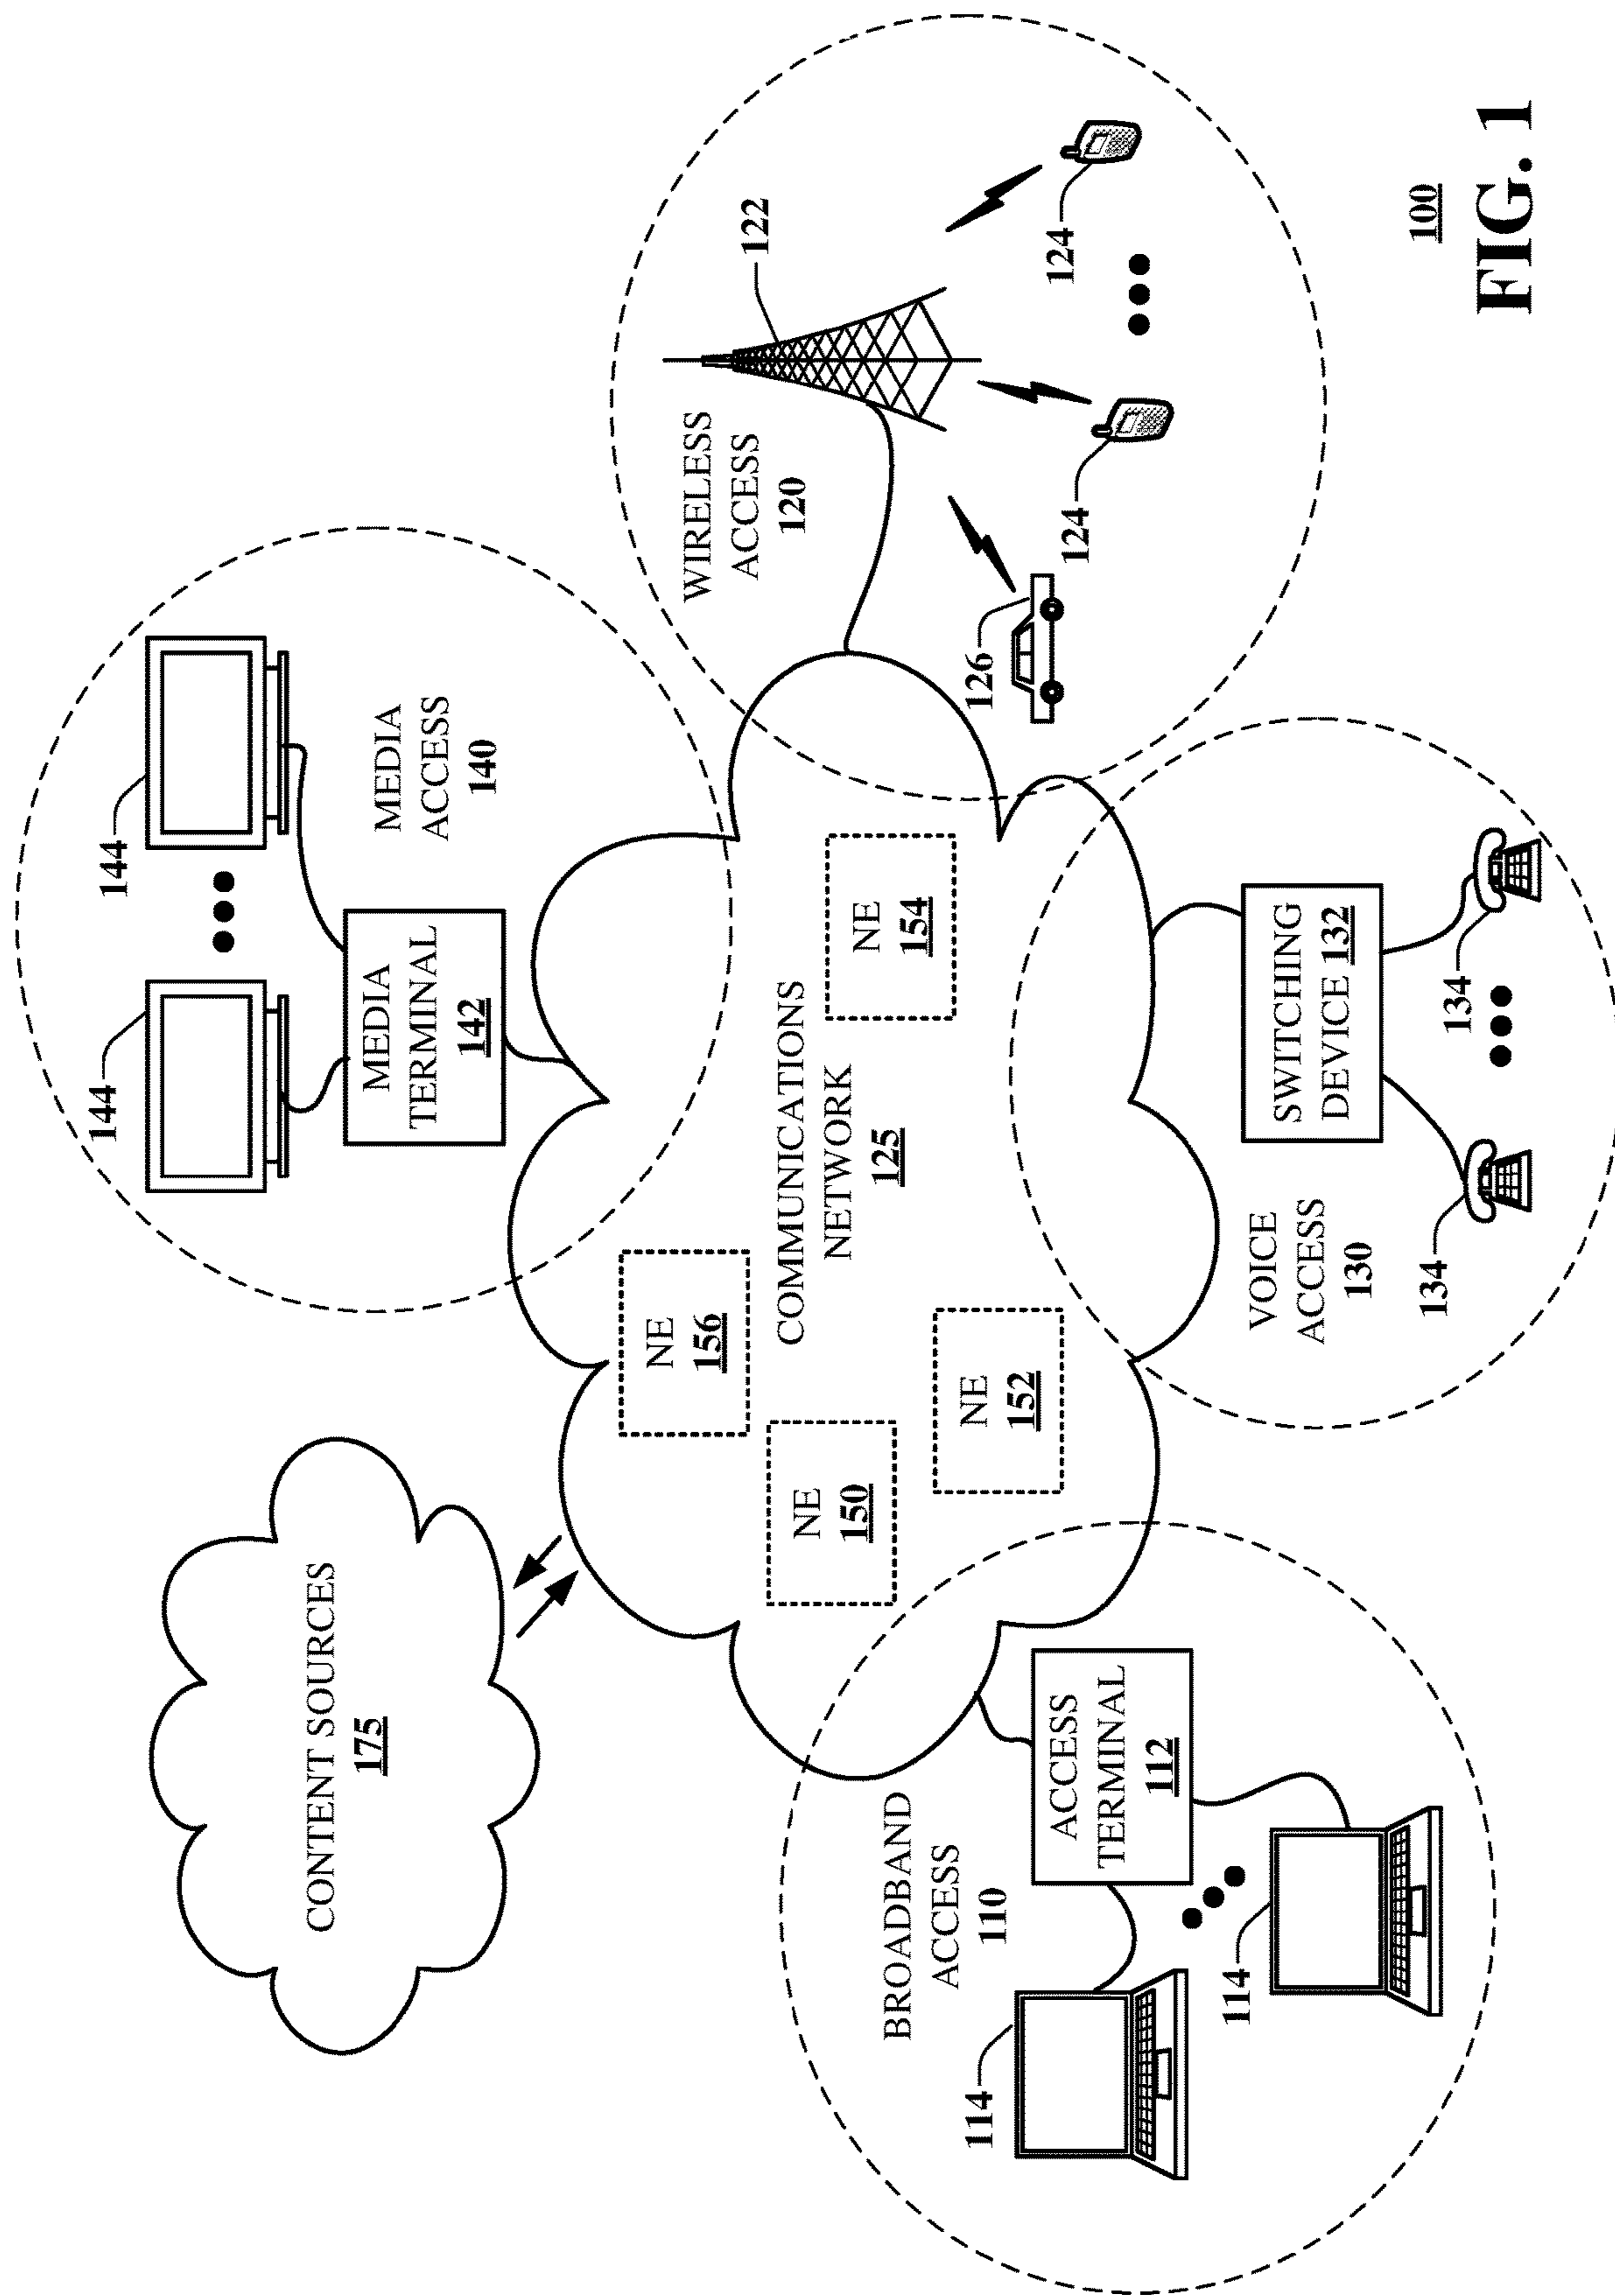 CONTENT SOURCES
175
144
144
MEDIA
TERMINAL
142
MEDIA
ACCESS
140
NE
156
NE
150
NE
152
COMMUNICATIONS
NETWORK
125
NE
154
WIRELESS
ACCESS
120
122
126
124
124
BROADBAND
ACCESS
110
ACCESS
TERMINAL
112
114
114
VOICE
ACCESS
130
SWITCHING
DEVICE 132
134
134
100
FIG. 1